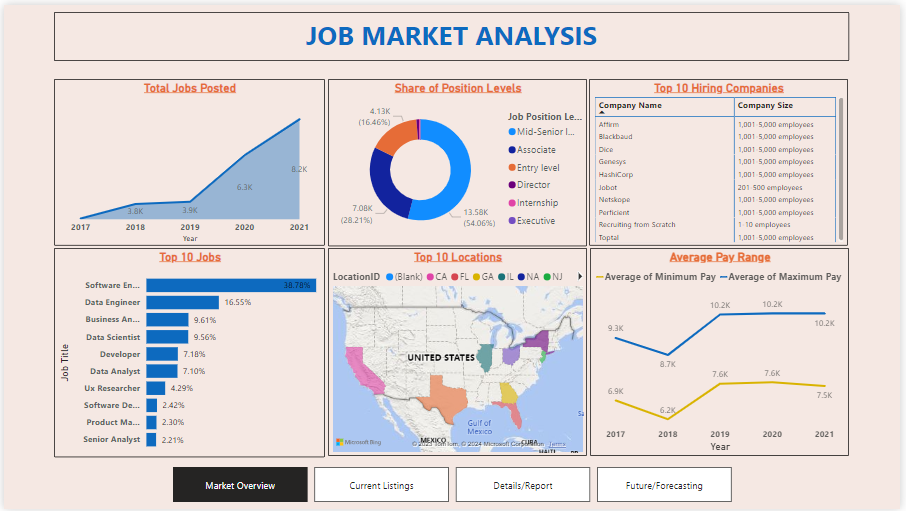 JOB MARKET ANALYSIS
Total Jobs Posted
3.8K
3.9K
6.3K
8.2K
2017 2018 2019 2020 2021
Year
Share of Position Levels
4.13K
(16.46%)
7.08K
(28.21%)
13.58K
(54.06%)
Job Position Le...
Mid-Senior l...
Associate
Entry level
Director
Internship
Executive
Top 10 Hiring Companies
Company Name Company Size
Affirm 1,001-5,000 employees
Blackbaud 1,001-5,000 employees
Dice 1,001-5,000 employees
Genesys 1,001-5,000 employees
HashiCorp 1,001-5,000 employees
Jobot 201-500 employees
Netskope 1,001-5,000 employees
Perficient 1,001-5,000 employees
Recruiting from Scratch 1-10 employees
Toptal 1,001-5,000 employees
Top 10 Jobs
Job Title
Software En... 38.78%
Data Engineer 16.55%
Business An... 9.61%
Data Scientist 9.56%
Developer 7.18%
Data Analyst 7.10%
Ux Researcher 4.29%
Software De... 2.42%
Product Ma... 2.30%
Senior Analyst 2.21%
Top 10 Locations
LocationID (Blank) CA FL GA IL NA NJ
UNITED STATES
Gulf of
Mexico
MEXICO
CUBA
HAITI
Microsoft Bing
© 2023 TomTom, © 2024 Microsoft Corporation Terms
Average Pay Range
Average of Minimum Pay Average of Maximum Pay
9.3K
8.7K
10.2K
10.2K
10.2K
6.9K
6.2K
7.6K
7.6K
7.5K
2017 2018 2019 2020 2021
Year
Market Overview
Current Listings
Details/Report
Future/Forecasting